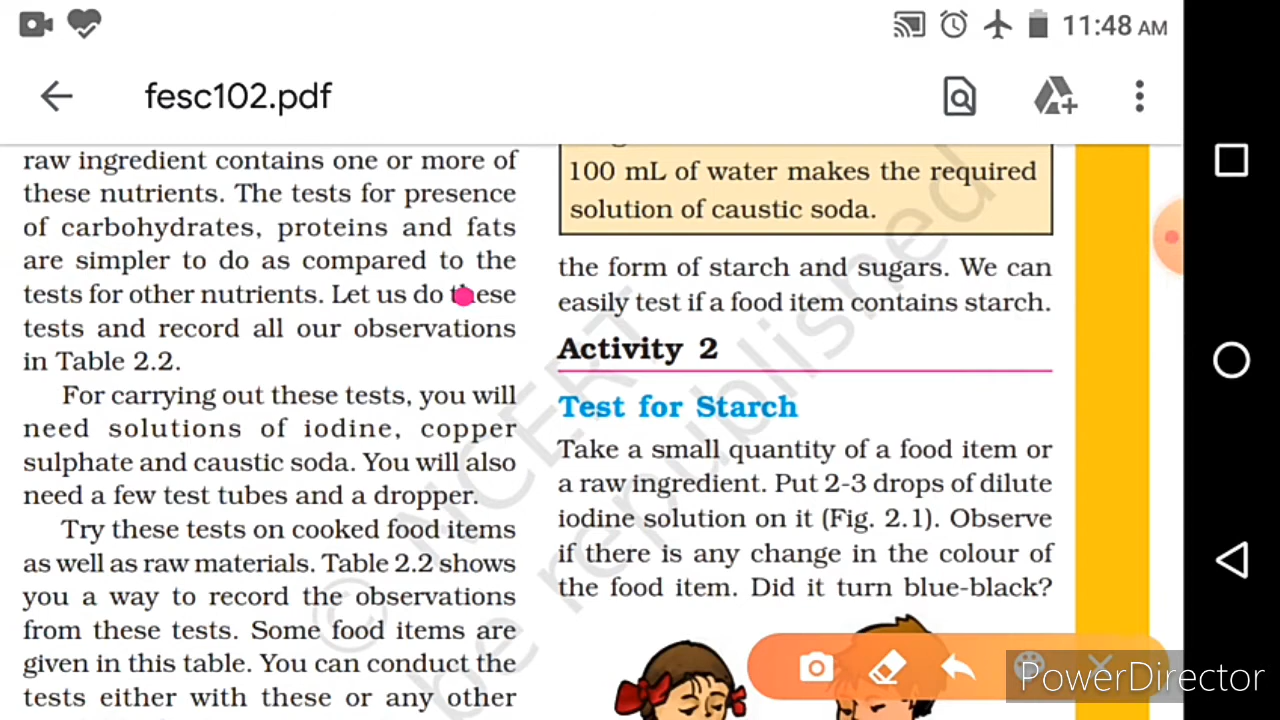 11:48 AM
fesc102.pdf
raw ingredient contains one or more of
these nutrients. The tests for presence
of carbohydrates, proteins and fats
are simpler to do as compared to the
tests for other nutrients. Let us do these
tests and record all our observations
in Table 2.2.
For carrying out these tests, you will
need solutions of iodine, copper
sulphate and caustic soda. You will also
need a few test tubes and a dropper.
Try these tests on cooked food items
as well as raw materials. Table 2.2 shows
you a way to record the observations
from these tests. Some food items are
given in this table. You can conduct the
tests either with these or any other
100 mL of water makes the required
solution of caustic soda.
the form of starch and sugars. We can
easily test if a food item contains starch.
Activity 2
Test for Starch
Take a small quantity of a food item or
a raw ingredient. Put 2-3 drops of dilute
iodine solution on it (Fig. 2.1). Observe
if there is any change in the colour of
the food item. Did it turn blue-black?
© NCERT
be republished
PowerDirector